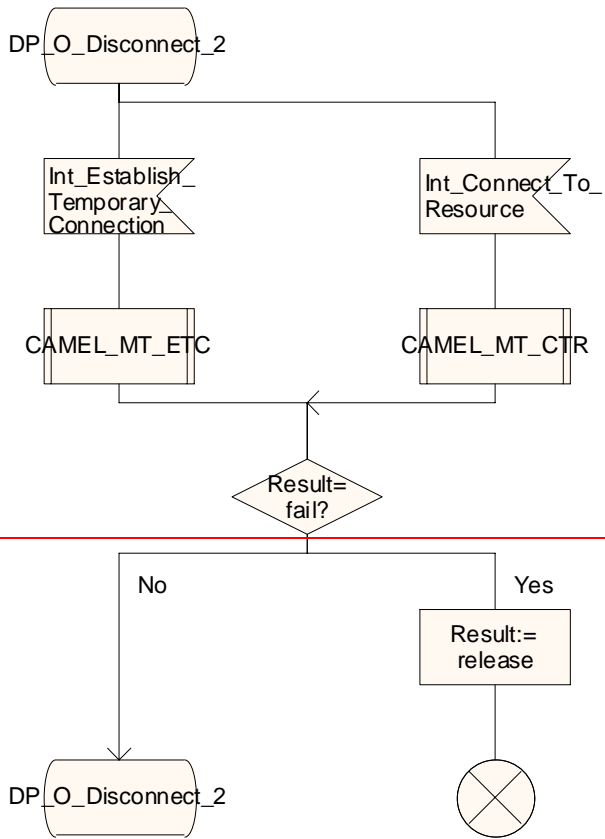 DP_O_Disconnect_2
Int_Establish_
Temporary_
Connection
Int_Connect_To_
Resource
CAMEL_MT_ETC
CAMEL_MT_CTR
Result=
fail?
No
Yes
Result:=
release
DP_O_Disconnect_2